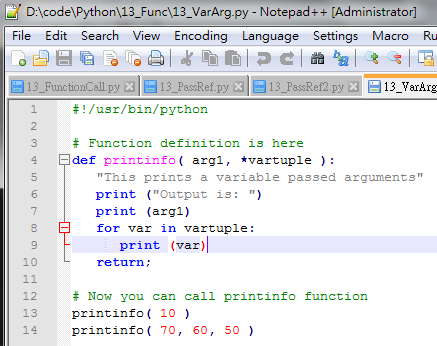 D:\code\Python\13_Func\13_VarArg.py - Notepad++ [Administrator]
File Edit Search View Encoding Language Settings Macro Ru
13_FunctionCall.py 13_PassRef.py 13_PassRef2.py 13_VarArg
1 #!/usr/bin/python
2
3 # Function definition is here
4 def printinfo( arg1, *vartuple ):
5 "This prints a variable passed arguments"
6 print ("Output is: ")
7 print (arg1)
8 for var in vartuple:
9 print (var)
10 return;
11
12 # Now you can call printinfo function
13 printinfo( 10 )
14 printinfo( 70, 60, 50 )